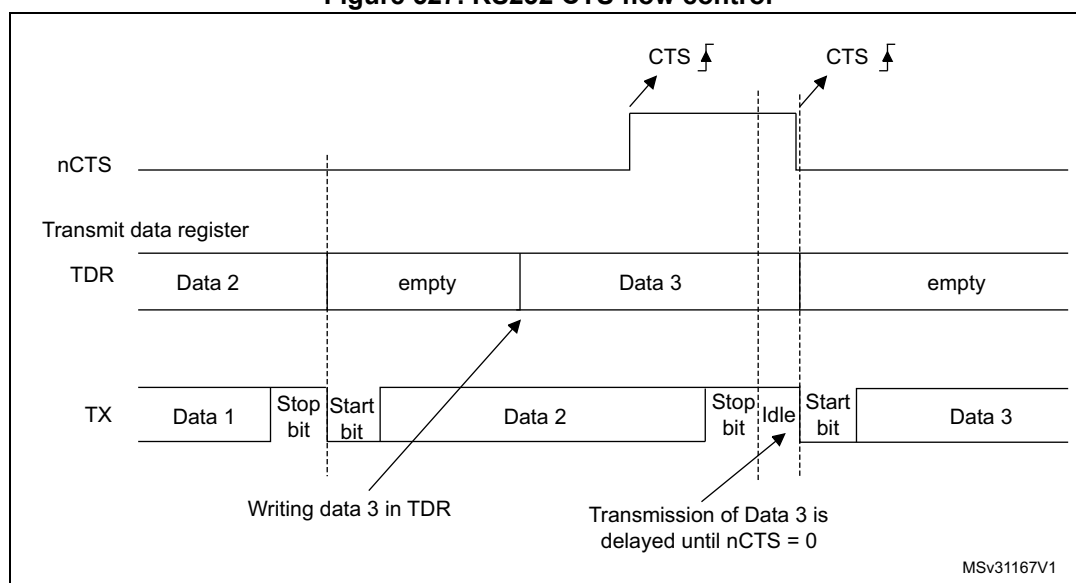 Figure 327. RS232 CTS flow control
CTS CTS
nCTS
Transmit data register
TDR Data 2 empty Data 3 empty
TX Data 1 Stop bit Start bit Data 2 Stop bit Idle Start bit Data 3
Writing data 3 in TDR
Transmission of Data 3 is
delayed until nCTS = 0
MSv31167V1